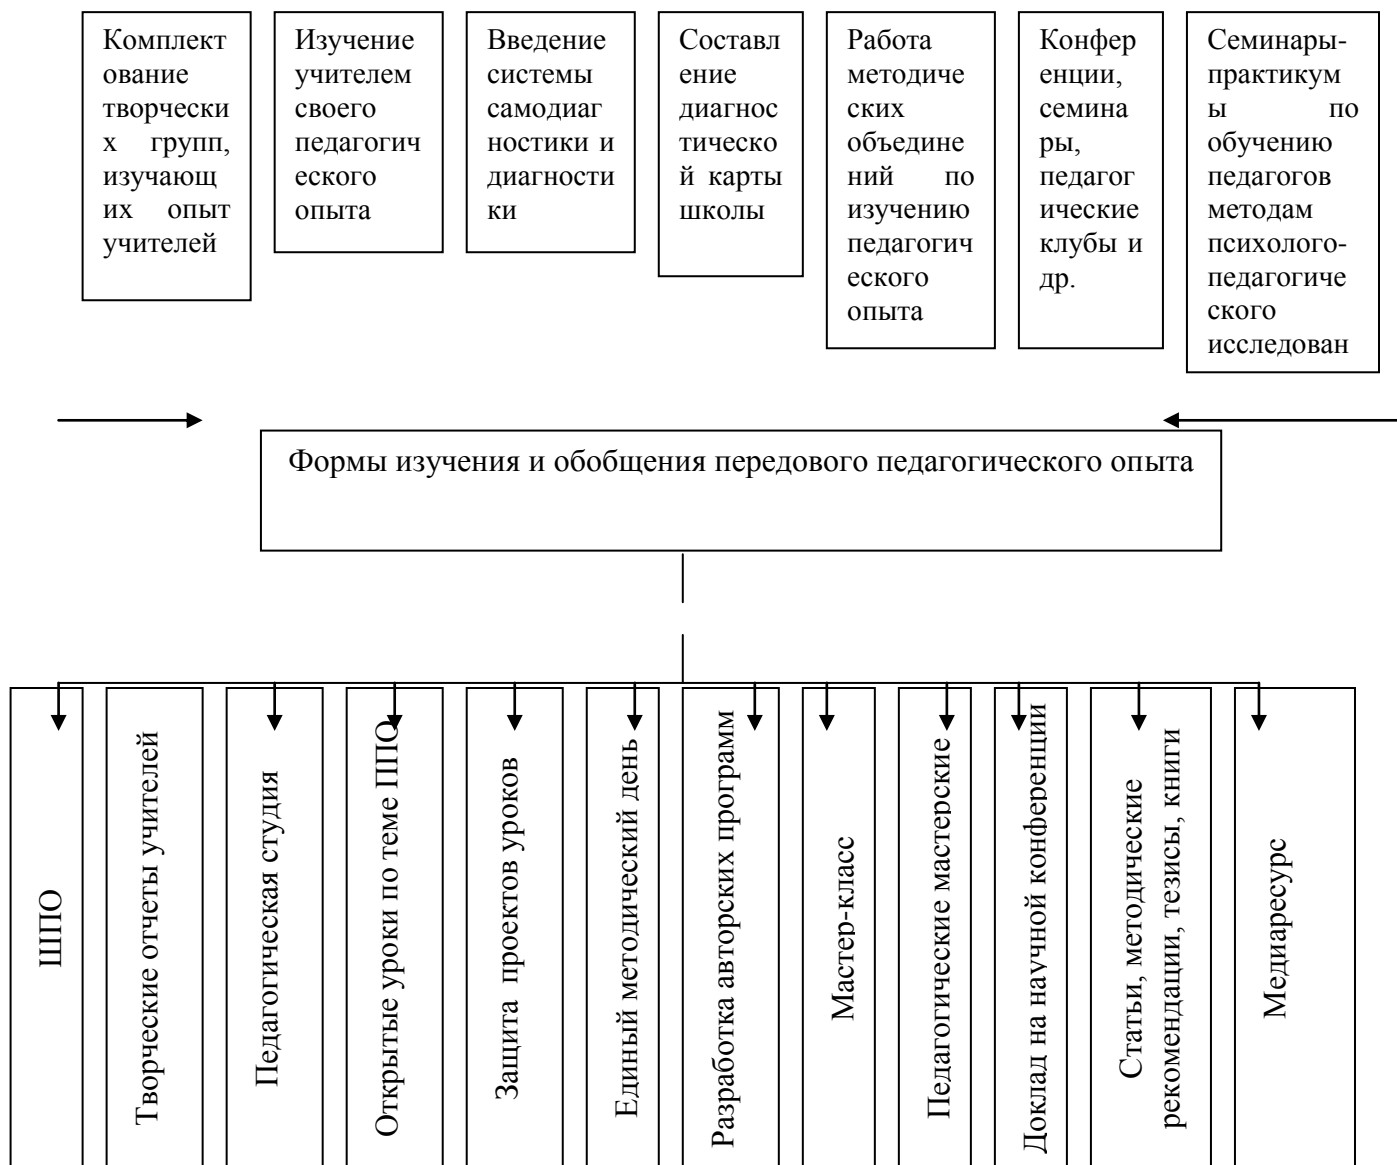 Комплект
ование
творчески
х групп,
изучающ
их опыт
учителей
Изучение
учителем
своего
педагогич
еского
опыта
Введение
системы
самодиаг
ностики и
диагности
ки
Составл
ение
диагнос
тическо
й карты
школы
Работа
методиче
ских
объедине
ний по
изучению
педагогич
еского
опыта
Конфер
енции,
семина
ры,
педагог
ические
клубы и
др.
Семинары-
практикум
ы по
обучению
педагогов
методам
психолого-
педагогиче
ского
исследован
Формы изучения и обобщения передового педагогического опыта
ШПО
Творческие отчеты учителей
Педагогическая студия
Открытые уроки по теме ППО
Защита проектов уроков
Единый методический день
Разработка авторских программ
Мастер-класс
Педагогические мастерские
Доклад на научной конференции
Статьи, методические
рекомендации, тезисы, книги
Медиаресурс